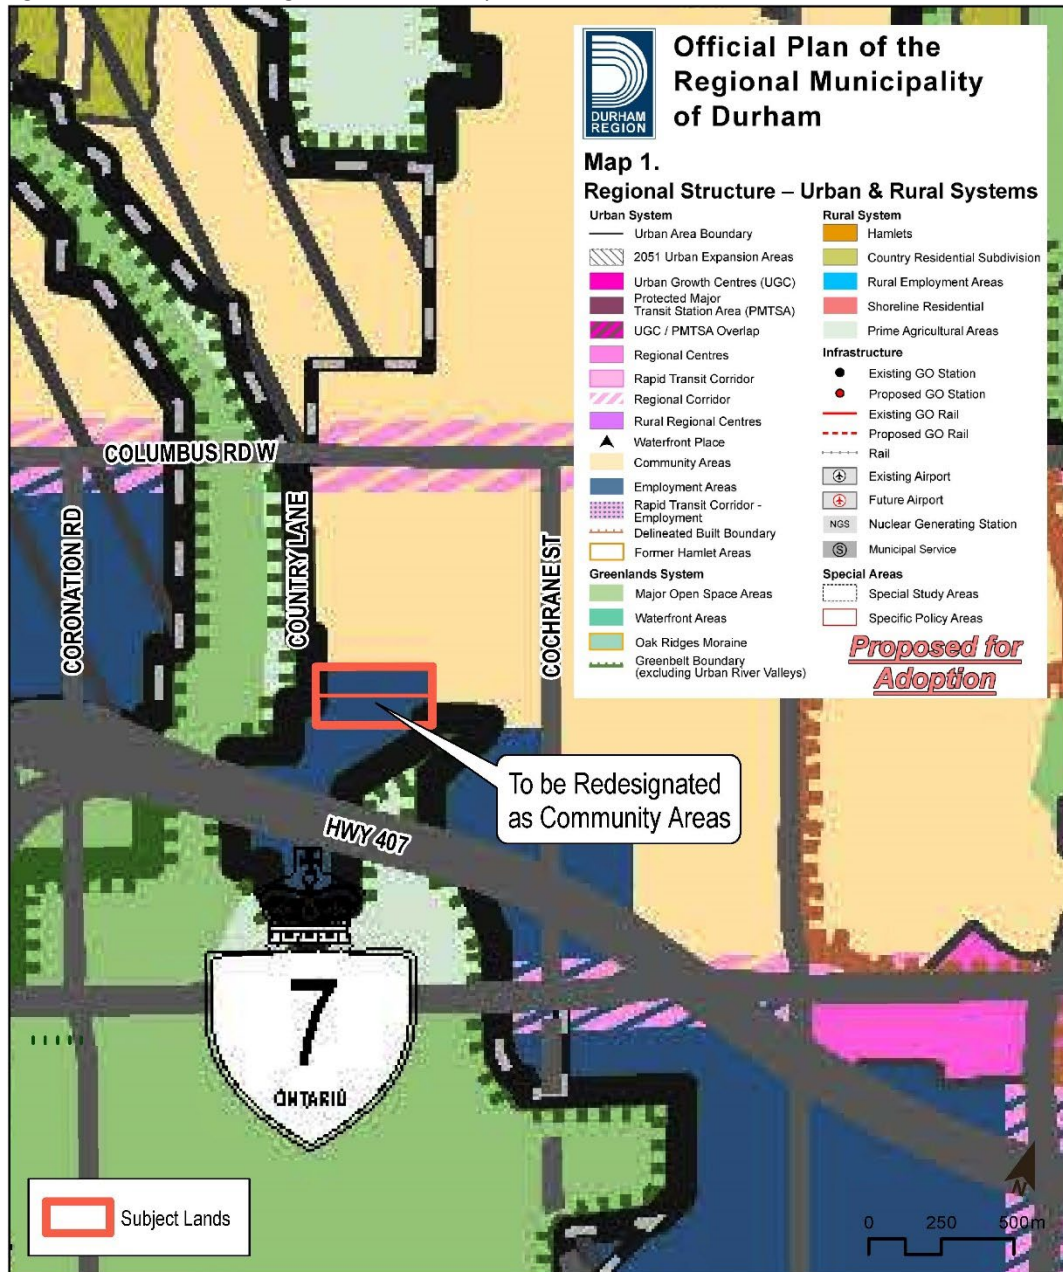 Official Plan of the
Regional Municipality
of Durham
DURHAM
REGION
Map 1.
Regional Structure – Urban & Rural Systems
Urban System
Urban Area Boundary
2051 Urban Expansion Areas
Urban Growth Centres (UGC)
Protected Major
Transit Station Area (PMTSA)
UGC / PMTSA Overlap
Regional Centres
Rapid Transit Corridor
Regional Corridor
Rural Regional Centres
Waterfront Place
Community Areas
Employment Areas
Rapid Transit Corridor -
Employment
Delineated Built Boundary
Former Hamlet Areas
Greenlands System
Major Open Space Areas
Waterfront Areas
Oak Ridges Moraine
Greenbelt Boundary
(excluding Urban River Valleys)
Rural System
Hamlets
Country Residential Subdivision
Rural Employment Areas
Shoreline Residential
Prime Agricultural Areas
Infrastructure
Existing GO Station
Proposed GO Station
Existing GO Rail
Proposed GO Rail
Rail
Existing Airport
Future Airport
NGS Nuclear Generating Station
S Municipal Service
Special Areas
Special Study Areas
Specific Policy Areas
Proposed for
Adoption
COLUMBUS RD W
CORONATION RD
COUNTRY LANE
COCHRANE ST
To be Redesignated
as Community Areas
HWY 407
7
ONTARIO
Subject Lands
N
0 250 500m